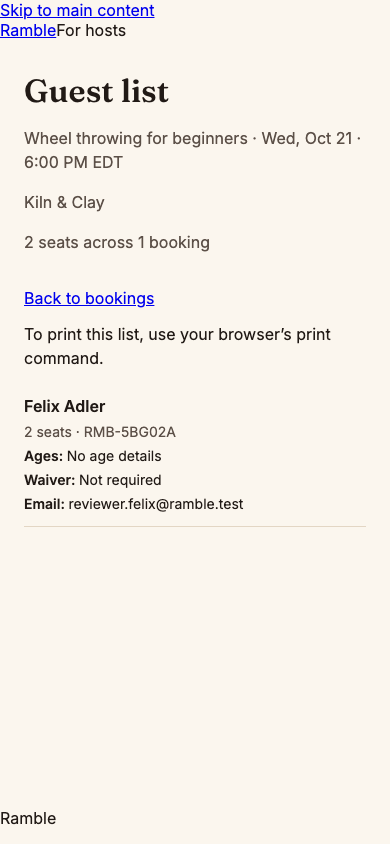 Skip to main content
RambleFor hosts
Guest list
Wheel throwing for beginners · Wed, Oct 21 ·
6:00 PM EDT
Kiln & Clay
2 seats across 1 booking
Back to bookings
To print this list, use your browser’s print
command.
Felix Adler
2 seats · RMB-5BG02A
Ages: No age details
Waiver: Not required
Email: reviewer.felix@ramble.test
Ramble